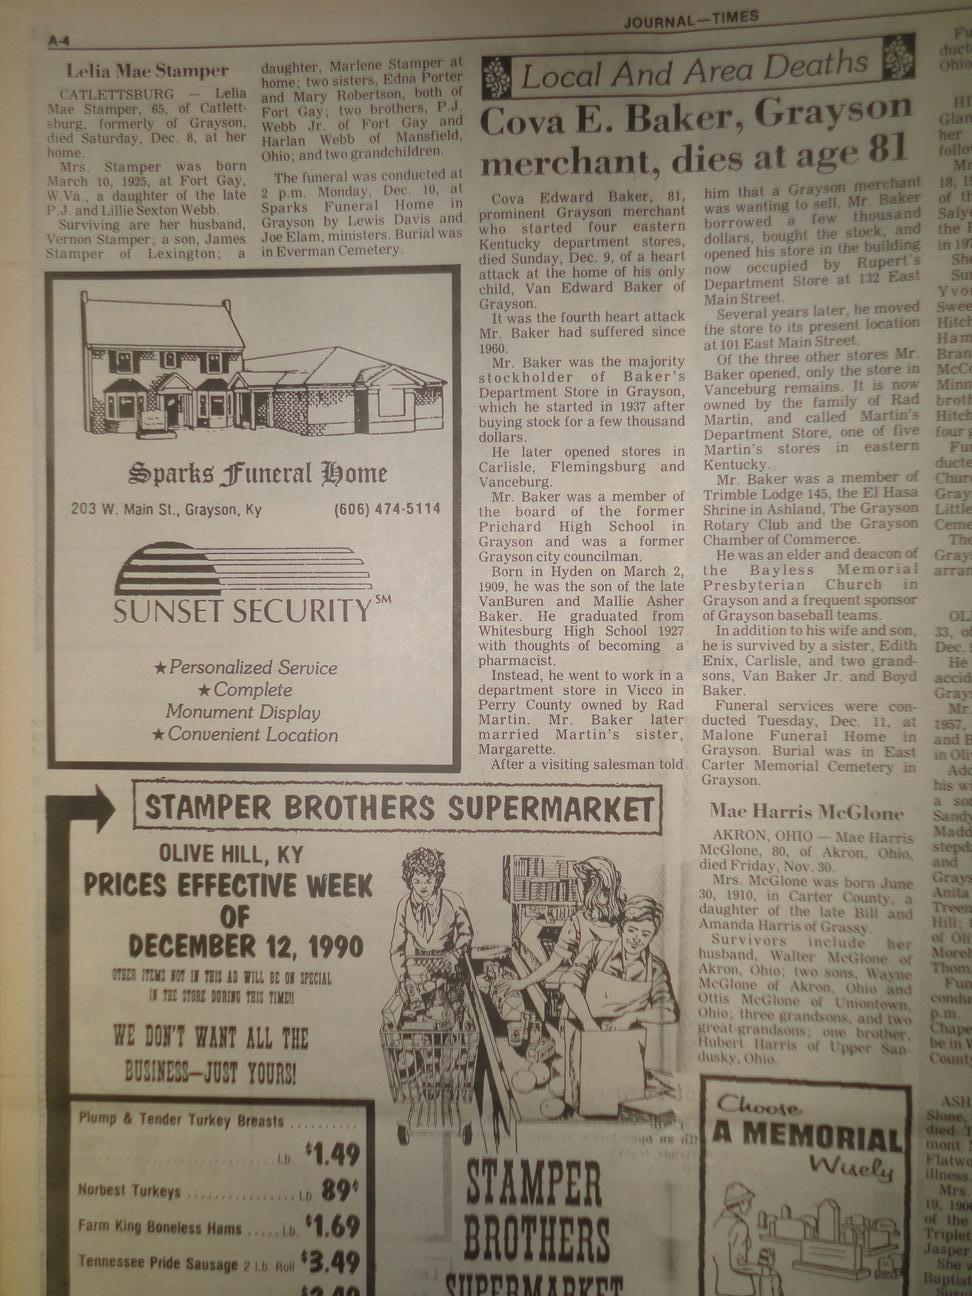 A-4
JOURNAL—TIMES
Lelia Mae Stamper
CATLETTSBURG — Lelia
Mae Stamper, 65, of Catletts-
burg, formerly of Grayson,
died Saturday, Dec. 8, at her
home.
Mrs. Stamper was born
March 10, 1925, at Fort Gay,
W.Va., a daughter of the late
P.J. and Lillie Sexton Webb.
Surviving are her husband,
Vernon Stamper; a son, James
Stamper of Lexington; a
daughter, Marlene Stamper at
home; two sisters, Edna Porter
and Mary Robertson, both of
Fort Gay; two brothers, P.J.
Webb Jr. of Fort Gay and
Harlan Webb of Mansfield,
Ohio; and two grandchildren.
The funeral was conducted at
2 p.m. Monday, Dec. 10, at
Sparks Funeral Home in
Grayson by Lewis Davis and
Joe Elam, ministers. Burial was
in Everman Cemetery.
Sparks Funeral Home
203 W. Main St., Grayson, Ky (606) 474-5114
SUNSET SECURITY SM
★Personalized Service
★Complete
Monument Display
★Convenient Location
Local And Area Deaths
Cova E. Baker, Grayson
merchant, dies at age 81
Cova Edward Baker, 81,
prominent Grayson merchant
who started four eastern
Kentucky department stores,
died Sunday, Dec. 9, of a heart
attack at the home of his only
child, Van Edward Baker of
Grayson.
It was the fourth heart attack
Mr. Baker had suffered since
1960.
Mr. Baker was the majority
stockholder of Baker's
Department Store in Grayson,
which he started in 1937 after
buying stock for a few thousand
dollars.
He later opened stores in
Carlisle, Flemingsburg and
Vanceburg.
Mr. Baker was a member of
the board of the former
Prichard High School in
Grayson and was a former
Grayson city councilman.
Born in Hyden on March 2,
1909, he was the son of the late
VanBuren and Mallie Asher
Baker. He graduated from
Whitesburg High School 1927
with thoughts of becoming a
pharmacist.
Instead, he went to work in a
department store in Vicco in
Perry County owned by Rad
Martin. Mr. Baker later
married Martin's sister,
Margarette.
After a visiting salesman told
him that a Grayson merchant
was wanting to sell, Mr. Baker
borrowed a few thousand
dollars, bought the stock, and
opened his store in the building
now occupied by Rupert's
Department Store at 132 East
Main Street.
Several years later, he moved
the store to its present location
at 101 East Main Street.
Of the three other stores Mr.
Baker opened, only the store in
Vanceburg remains. It is now
owned by the family of Rad
Martin, and called Martin's
Department Store, one of five
Martin's stores in eastern
Kentucky.
Mr. Baker was a member of
Trimble Lodge 145, the El Hasa
Shrine in Ashland, The Grayson
Rotary Club and the Grayson
Chamber of Commerce.
He was an elder and deacon of
the Bayless Memorial
Presbyterian Church in
Grayson and a frequent sponsor
of Grayson baseball teams.
In addition to his wife and son,
he is survived by a sister, Edith
Enix, Carlisle, and two grand-
sons, Van Baker Jr. and Boyd
Baker.
Funeral services were con-
ducted Tuesday, Dec. 11, at
Malone Funeral Home in
Grayson. Burial was in East
Carter Memorial Cemetery in
Grayson.
Mae Harris McGlone
AKRON, OHIO — Mae Harris
McGlone, 80, of Akron, Ohio,
died Friday, Nov. 30.
Mrs. McGlone was born June
30, 1910, in Carter County, a
daughter of the late Bill and
Amanda Harris of Grassy.
Survivors include her
husband, Walter McGlone of
Akron, Ohio; two sons, Wayne
McGlone of Akron, Ohio and
Ottis McGlone of Uniontown,
Ohio; three grandsons, and two
great-grandsons; one brother,
Hubert Harris of Upper San-
dusky, Ohio.
STAMPER BROTHERS SUPERMARKET
OLIVE HILL, KY
PRICES EFFECTIVE WEEK
OF
DECEMBER 12, 1990
OTHER ITEMS NOT IN THIS AD WILL BE ON SPECIAL
IN THE STORE DURING THIS TIME!!
WE DON'T WANT ALL THE
BUSINESS—JUST YOURS!
Plump & Tender Turkey Breasts ..........
Lb. $1.49
Norbest Turkeys ............... Lb. 89¢
Farm King Boneless Hams ..... Lb. $1.69
Tennessee Pride Sausage 2 Lb. Roll $3.49
STAMPER
BROTHERS
SUPERMARKET
Choose
A MEMORIAL
Wisely